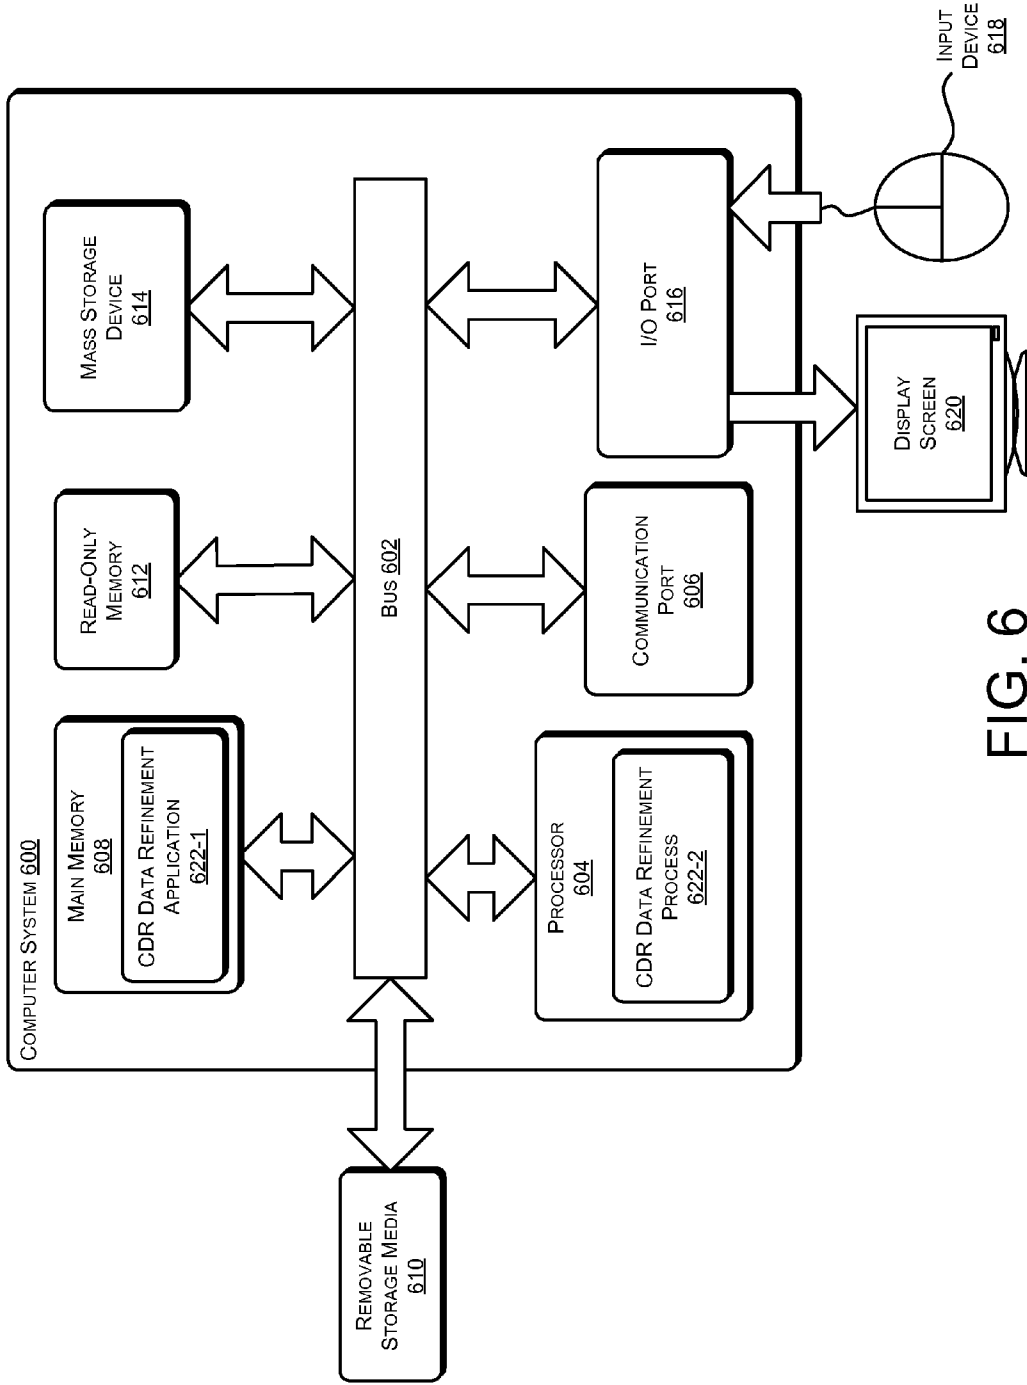 COMPUTER SYSTEM 600
MAIN MEMORY
608
CDR DATA REFINEMENT
APPLICATION
622-1
READ-ONLY
MEMORY
612
MASS STORAGE
DEVICE
614
REMOVABLE
STORAGE MEDIA
610
BUS 602
PROCESSOR
604
CDR DATA REFINEMENT
PROCESS
622-2
COMMUNICATION
PORT
606
I/O PORT
616
DISPLAY
SCREEN
620
INPUT
DEVICE
618
FIG. 6